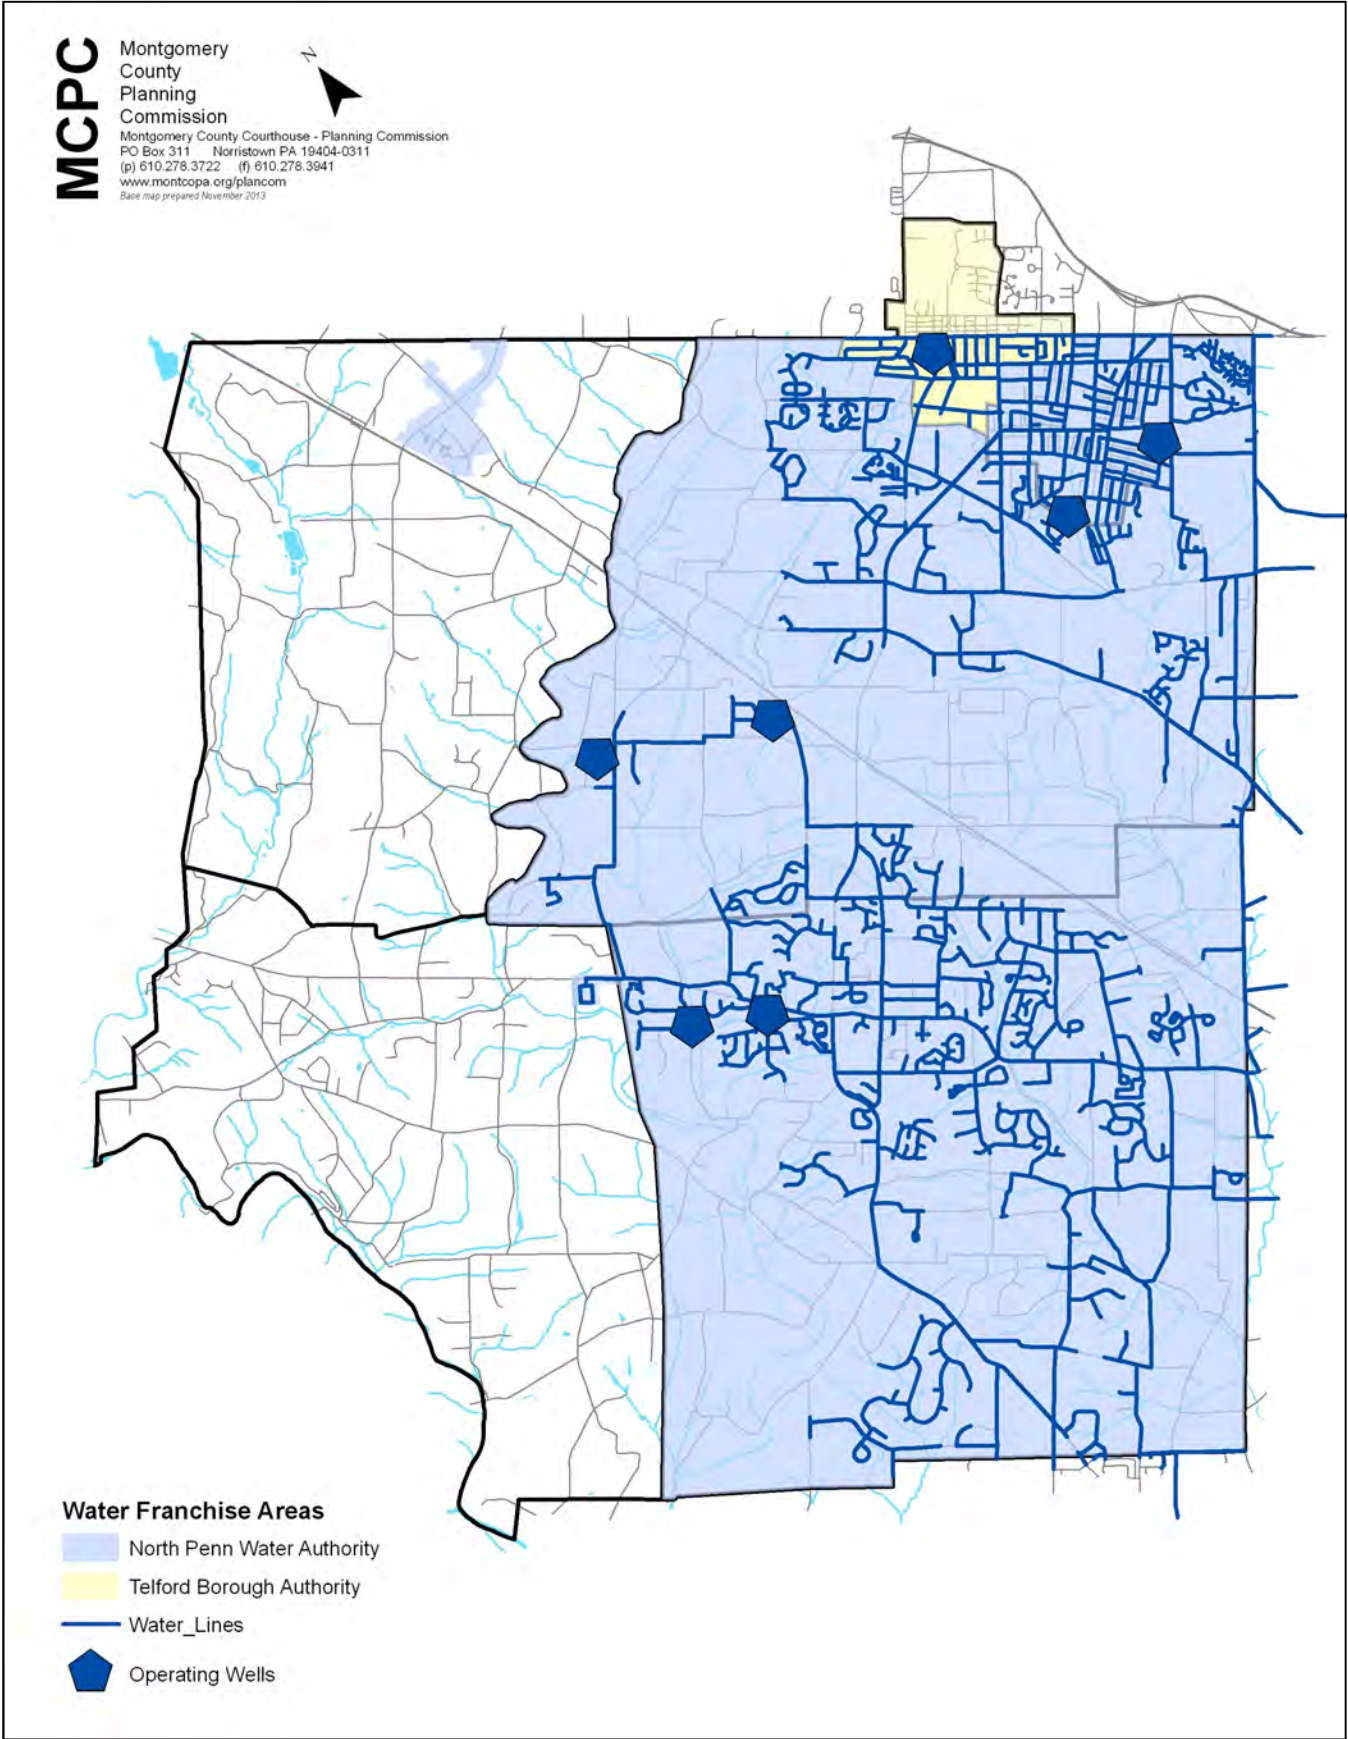 MCPC
Montgomery
County
Planning
Commission
Montgomery County Courthouse - Planning Commission
PO Box 311 Norristown PA 19404-0311
(p) 610.278.3722 (f) 610.278.3941
www.montcopa.org/plancom
Base map prepared November 2013
N
Water Franchise Areas
North Penn Water Authority
Telford Borough Authority
Water_Lines
Operating Wells